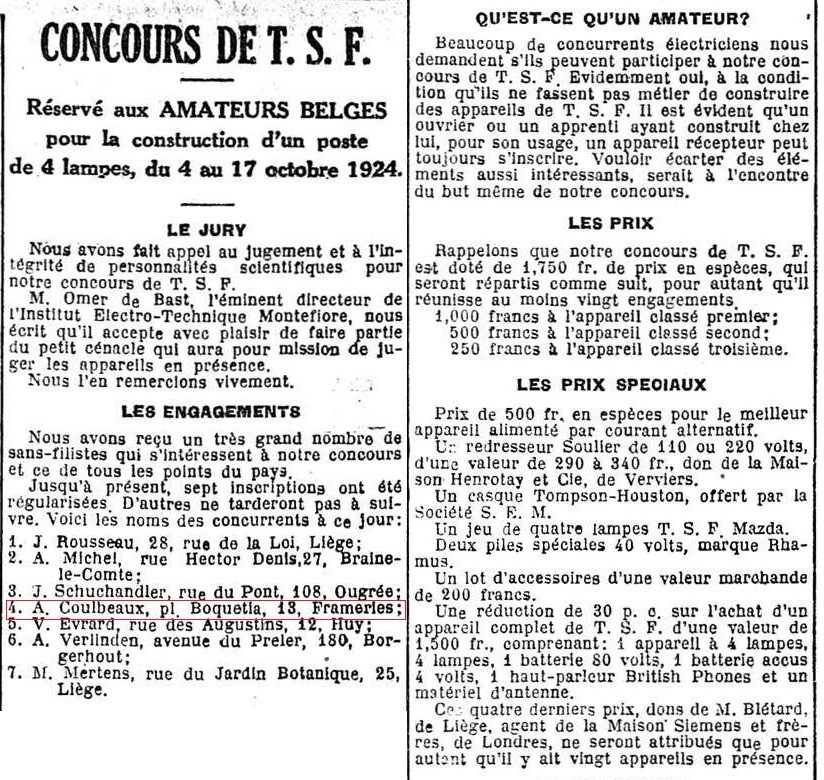 CONCOURS DE T. S. F.
Réservé aux AMATEURS BELGES
pour la construction d'un poste
de 4 lampes, du 4 au 17 octobre 1924.
LE JURY
Nous avons fait appel au jugement et à l'in-
tégrité de personnalités scientifiques pour
notre concours de T. S. F.
M. Omer de Bast, l'éminent directeur de
l'Institut Electro-Technique Montefiore, nous
écrit qu'il accepte avec plaisir de faire partie
du petit cénacle qui aura pour mission de ju-
ger les appareils en présence.
Nous l'en remercions vivement.
LES ENGAGEMENTS
Nous avons reçu un très grand nombre de
sans-filistes qui s'intéressent à notre concours
et ce de tous les points du pays.
Jusqu'à présent, sept inscriptions ont été
régularisées. D'autres ne tarderont pas à sui-
vre. Voici les noms des concurrents à ce jour:
1. J. Rousseau, 28, rue de la Loi, Liège;
2. A. Michel, rue Hector Denis,27, Braine-
le-Comte;
3. J. Schuchandler, rue du Pont, 108, Ougrée;
4. A. Coulbeaux, pl. Boquetia, 13, Frameries;
5. V. Evrard, rue des Augustins, 12, Huy;
6. A. Verlinden, avenue du Preler, 180, Bor-
gerhout;
7. M. Mertens, rue du Jardin Botanique, 25,
Liège.
QU'EST-CE QU'UN AMATEUR?
Beaucoup de concurrents électriciens nous
demandent s'ils peuvent participer à notre con-
cours de T. S. F. Evidemment oui, à la condi-
tion qu'ils ne fassent pas métier de construire
des appareils de T. S. F. Il est évident qu'un
ouvrier ou un apprenti ayant construit chez
lui, pour son usage, un appareil récepteur peut
toujours s'inscrire. Vouloir écarter des élé-
ments aussi intéressants, serait à l'encontre
du but même de notre concours.
LES PRIX
Rappelons que notre concours de T. S. F.
est doté de 1,750 fr. de prix en espèces, qui
seront répartis comme suit, pour autant qu'il
réunisse au moins vingt engagements.
1,000 francs à l'appareil classé premier;
500 francs à l'appareil classé second;
250 francs à l'appareil classé troisième.
LES PRIX SPECIAUX
Prix de 500 fr. en espèces pour le meilleur
appareil alimenté par courant alternatif.
Un redresseur Soulier de 110 ou 220 volts,
d'une valeur de 290 à 340 fr., don de la Mai-
son Henrotay et Cie, de Verviers.
Un casque Tompson-Houston, offert par la
Société S. E. M.
Un jeu de quatre lampes T. S. F. Mazda.
Deux piles spéciales 40 volts, marque Rha-
mus.
Un lot d'accessoires d'une valeur marchande
de 200 francs.
Une réduction de 30 p. c. sur l'achat d'un
appareil complet de T. S. F. d'une valeur de
1,500 fr., comprenant: 1 appareil à 4 lampes,
4 lampes, 1 batterie 80 volts, 1 batterie accus
4 volts, 1 haut-parleur British Phones et un
matériel d'antenne.
Ces quatre derniers prix, dons de M. Blétard,
de Liège, agent de la Maison Siemens et frè-
res, de Londres, ne seront attribués que pour
autant qu'il y ait vingt appareils en présence.